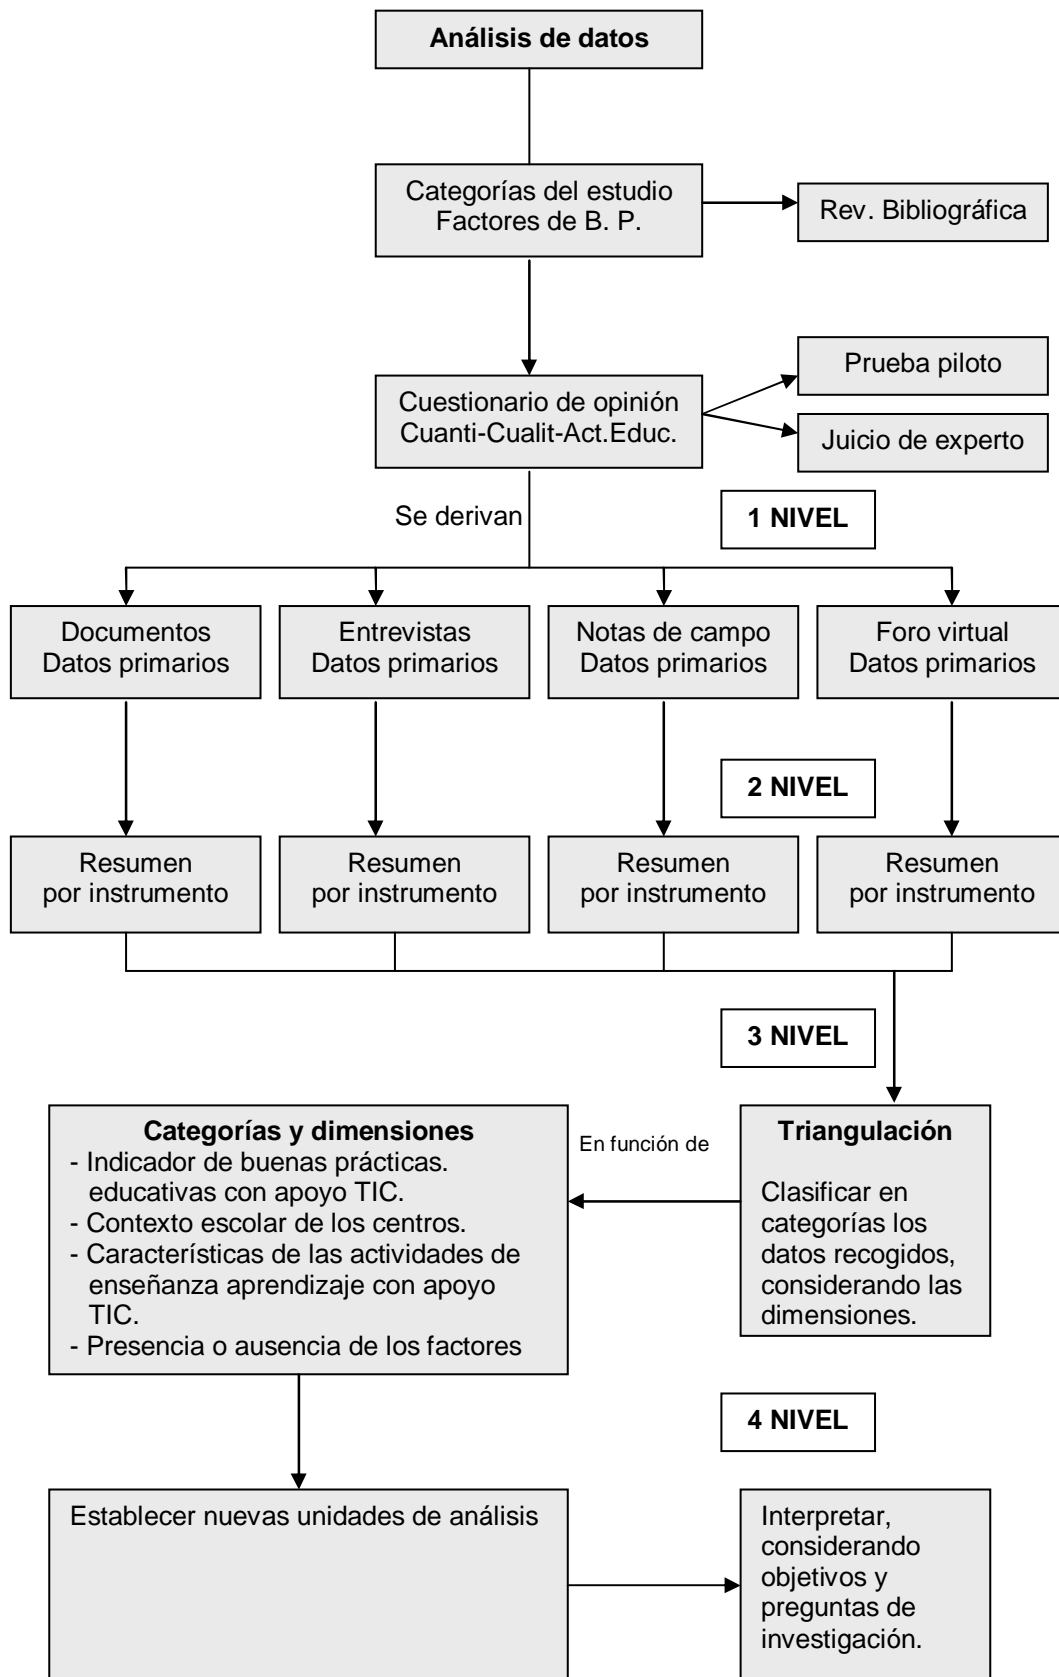 Análisis de datos
Categorías del estudio
Factores de B. P.
Rev. Bibliográfica
Prueba piloto
Cuestionario de opinión
Cuanti-Cualit-Act.Educ.
Juicio de experto
Se derivan
1 NIVEL
Documentos
Datos primarios
Entrevistas
Datos primarios
Notas de campo
Datos primarios
Foro virtual
Datos primarios
2 NIVEL
Resumen
por instrumento
Resumen
por instrumento
Resumen
por instrumento
Resumen
por instrumento
3 NIVEL
Categorías y dimensiones
- Indicador de buenas prácticas.
educativas con apoyo TIC.
- Contexto escolar de los centros.
- Característícas de las actividades de
enseñanza aprendizaje con apoyo
TIC.
- Presencia o ausencia de los factores
En función de
Triangulación
Clasificar en
categorías los
datos recogidos,
considerando las
dimensiones.
4 NIVEL
Establecer nuevas unidades de análisis
Interpretar,
considerando
objetivos y
preguntas de
investigación.